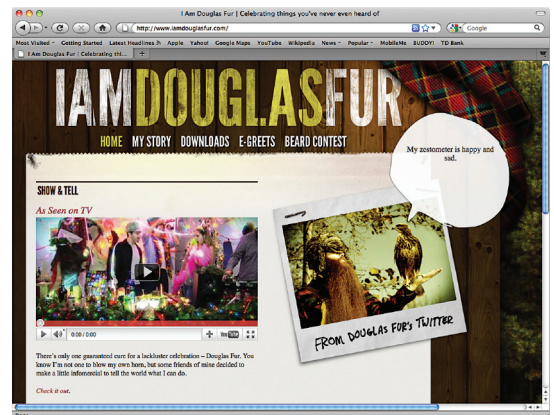 I Am Douglas Fur | Celebrating things you've never even heard of
http://www.iamdouglasfur.com/
Google
Most Visited Getting Started Latest Headlines Apple Yahoo! Google Maps YouTube Wikipedia News Popular MobileMe BUDDY! TD Bank
I Am Douglas Fur | Celebrating thi...
IAMDOUGLASFUR
HOME MY STORY DOWNLOADS E-GREETS BEARD CONTEST
My zestometer is happy and
sad.
SHOW & TELL
As Seen on TV
0:00 / 0:00 YouTube
FROM DOUGLAS FUR'S TWITTER
There's only one guaranteed cure for a lackluster celebration – Douglas Fur. You
know I'm not one to blow my own horn, but some friends of mine decided to
make a little infomercial to tell the world what I can do.
Check it out.